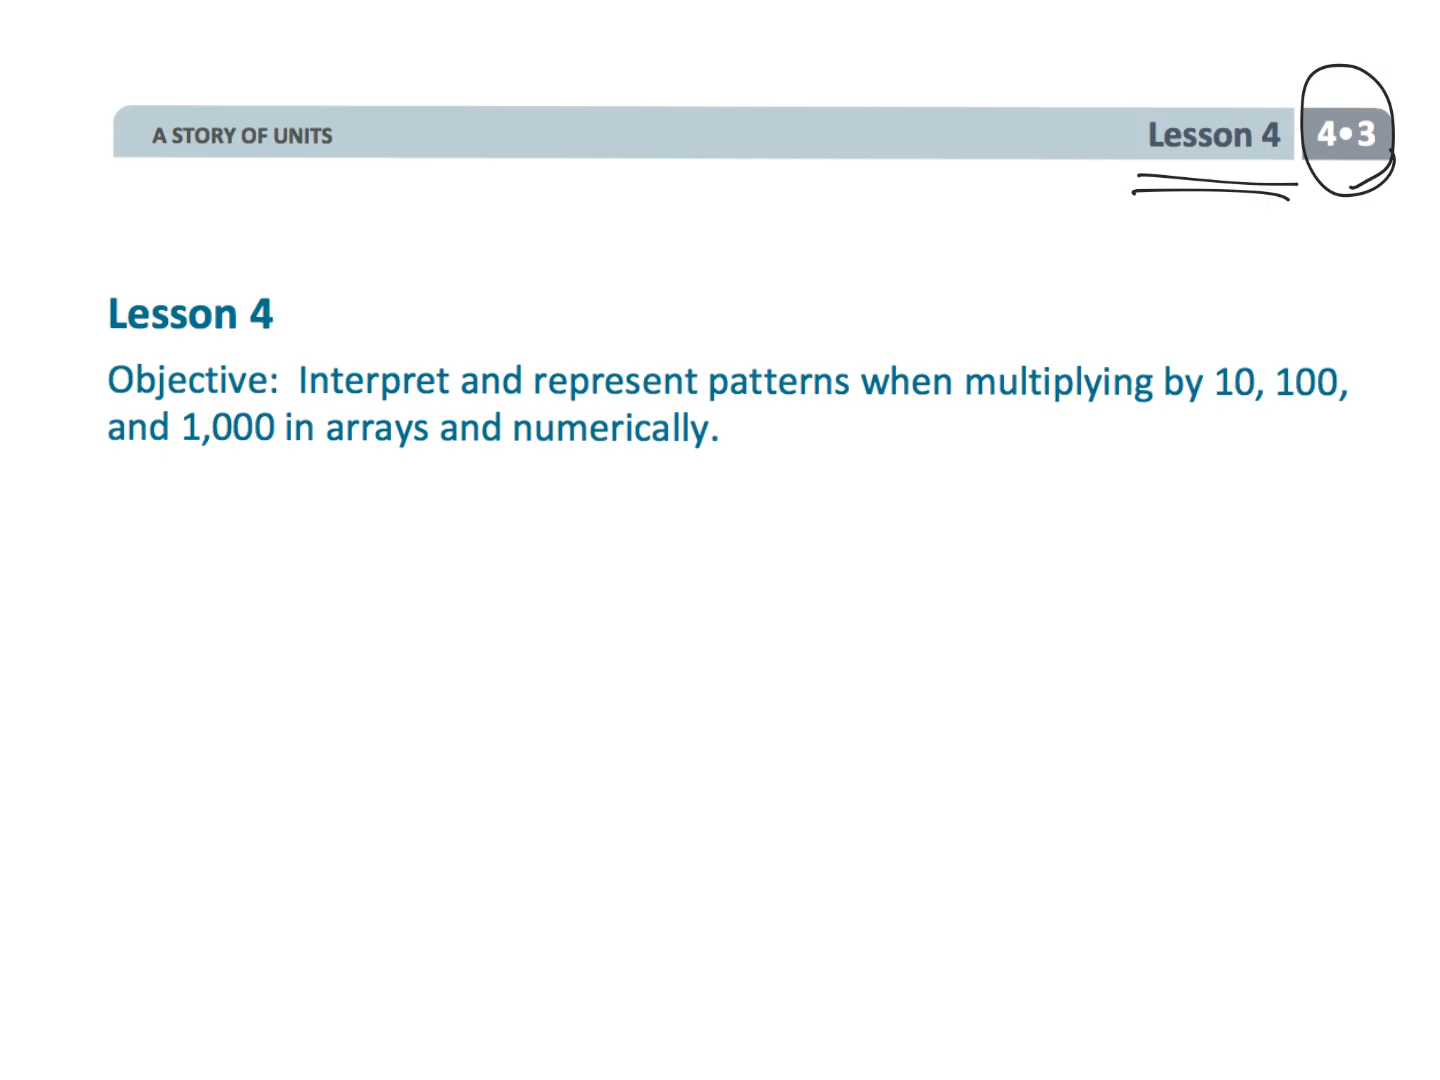 A STORY OF UNITS
Lesson 4
4•3
Lesson 4
Objective: Interpret and represent patterns when multiplying by 10, 100,
and 1,000 in arrays and numerically.